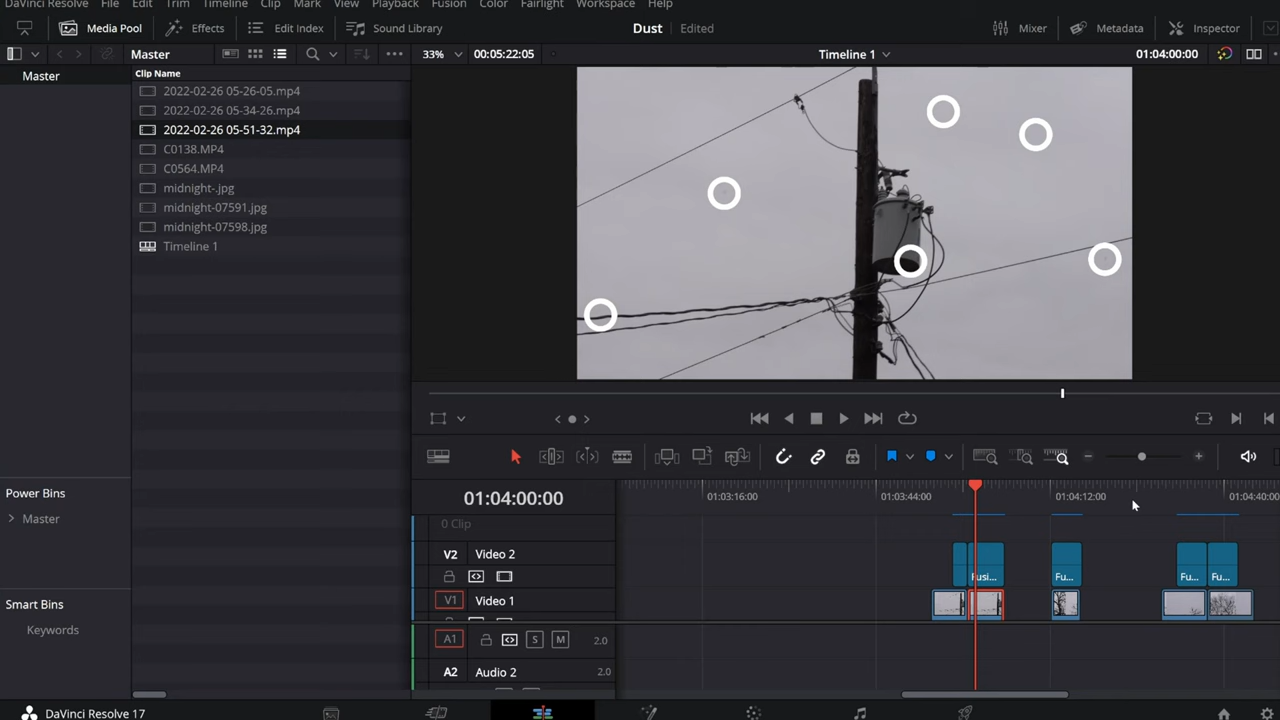 DaVinci Resolve File Edit Trim Timeline Clip Mark View Playback Fusion Color Fairlight Workspace Help
Media Pool Effects Edit Index Sound Library Dust Edited Mixer Metadata Inspector
Master 33% 00:05:22:05 Timeline 1 01:04:00:00
Master
Clip Name
2022-02-26 05-26-05.mp4
2022-02-26 05-34-26.mp4
2022-02-26 05-51-32.mp4
C0138.MP4
C0564.MP4
midnight-.jpg
midnight-07591.jpg
midnight-07598.jpg
Timeline 1
Power Bins
Master
Smart Bins
Keywords
01:04:00:00
01:03:16:00 01:03:44:00 01:04:12:00 01:04:40:00
0 Clip
V2 Video 2
Fusi... Fu... Fu... Fu...
V1 Video 1
A1 S M 2.0
A2 Audio 2 2.0
DaVinci Resolve 17